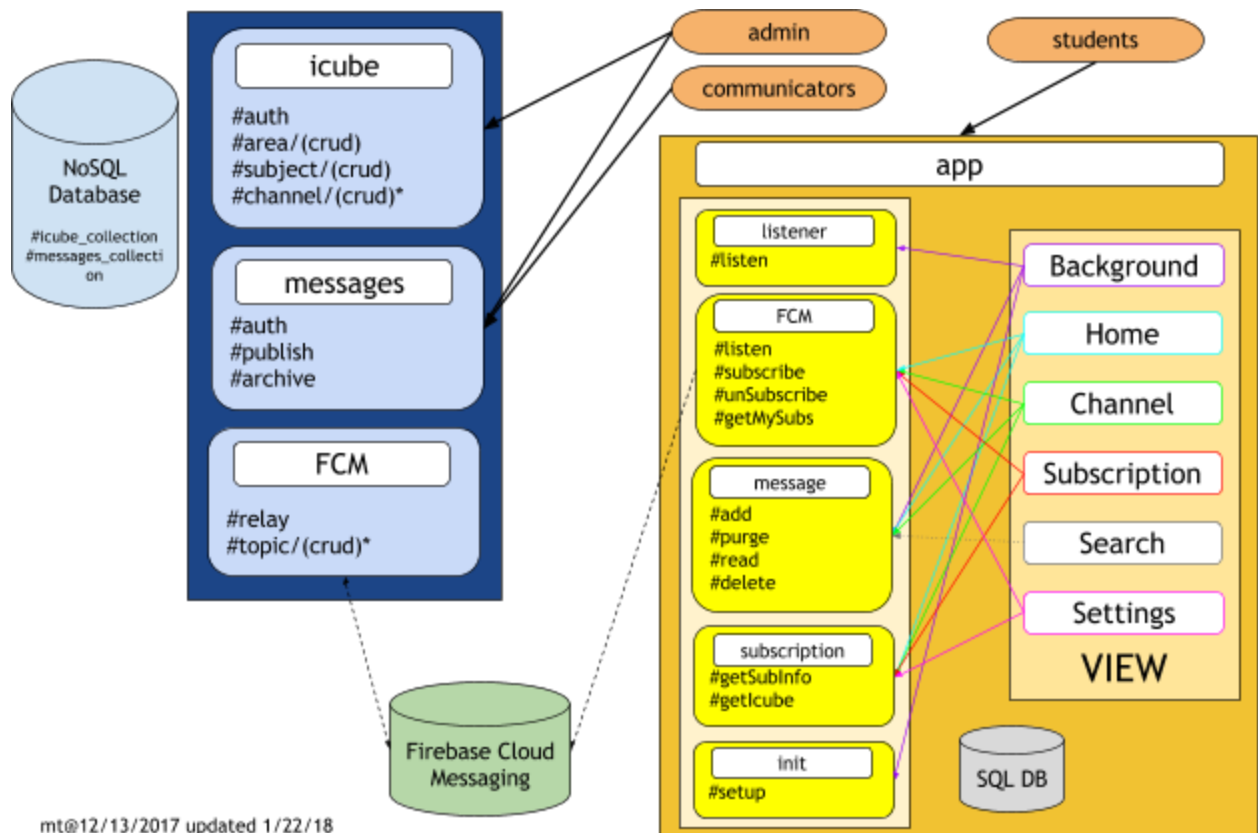 NoSQL
Database
#icube_collection
#messages_collecti
on
icube
#auth
#area/(crud)
#subject/(crud)
#channel/(crud)*
messages
#auth
#publish
#archive
FCM
#relay
#topic/(crud)*
Firebase Cloud
Messaging
mt@12/13/2017 updated 1/22/18
admin
communicators
students
app
listener
#listen
FCM
#listen
#subscribe
#unSubscribe
#getMySubs
message
#add
#purge
#read
#delete
subscription
#getSubInfo
#getIcube
init
#setup
Background
Home
Channel
Subscription
Search
Settings
VIEW
SQL DB